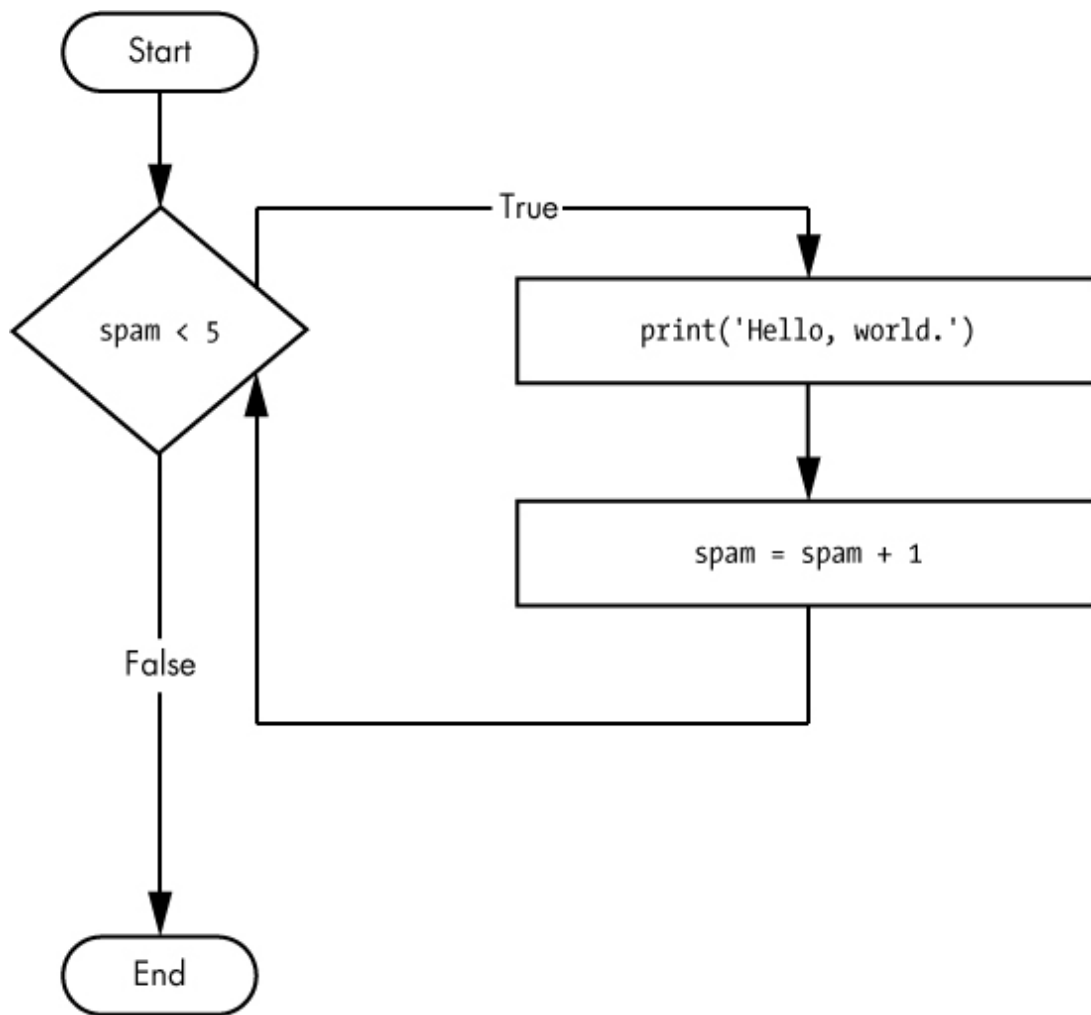 Start
True
spam < 5
print('Hello, world.')
spam = spam + 1
False
End